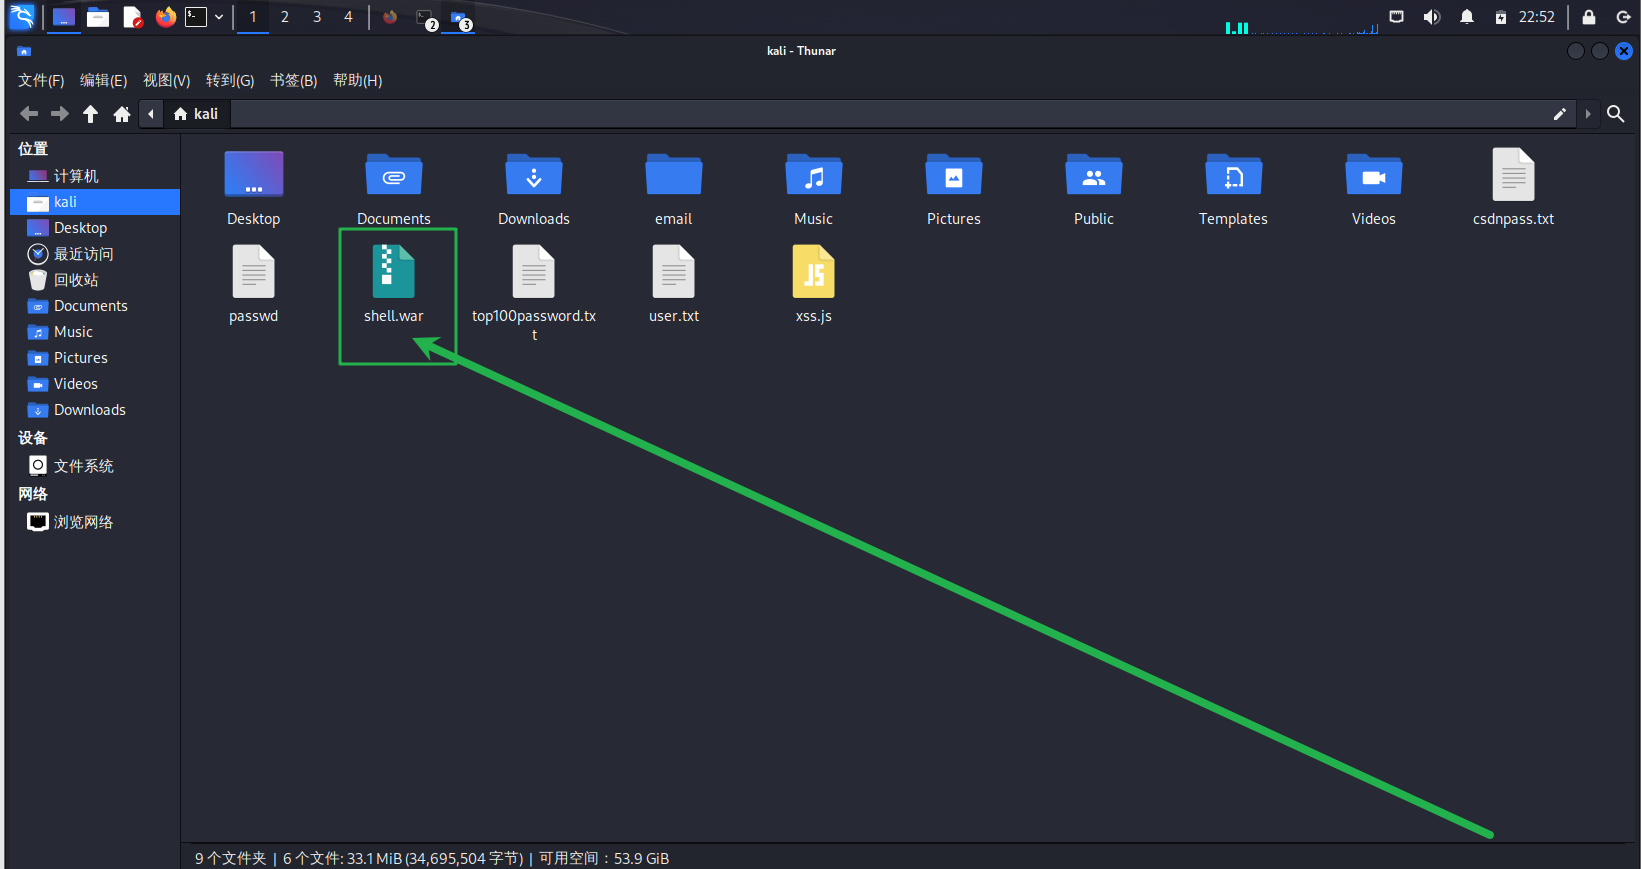 1 2 3 4 2 3 22:52
kali - Thunar
文件(F) 编辑(E) 视图(V) 转到(G) 书签(B) 帮助(H)
kali
位置
计算机
kali
Desktop
最近访问
回收站
Documents
Music
Pictures
Videos
Downloads
设备
文件系统
网络
浏览网络
Desktop Documents Downloads email Music Pictures Public Templates Videos csdnpass.txt
passwd shell.war top100password.tx user.txt xss.js
t
9 个文件夹 | 6 个文件: 33.1 MiB (34,695,504 字节) | 可用空间：53.9 GiB